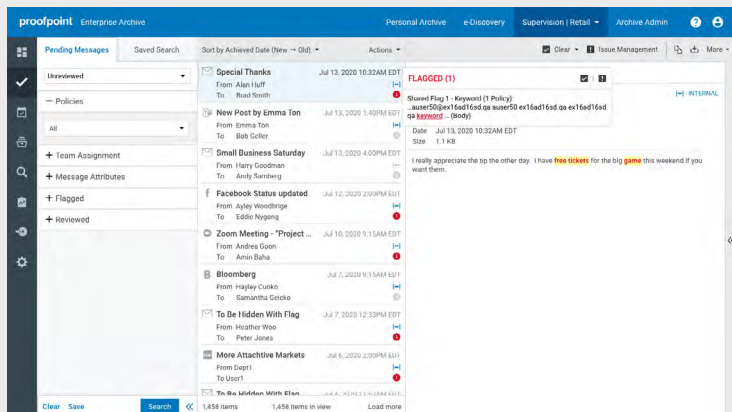 proofpoint Enterprise Archive
Personal Archive e-Discovery Supervision | Retail Archive Admin
Pending Messages Saved Search
Unreviewed
Policies
All
Team Assignment
Message Attributes
Flagged
Reviewed
Clear Save Search
Sort by Achieved Date (New → Old) Actions
Special Thanks Jul 13, 2020 10:32AM EDT
From Alan Huff
To Brad Smith
New Post by Emma Ton Jul 13, 2020 1:40PM EDT
From Emma Ton
To Bob Geller
Small Business Saturday Jul 13, 2020 4:00PM EDT
From Harry Goodman
To Andy Samberg
Facebook Status updated Jul 12, 2020 2:00PM EDT
From Ayley Woodbrige
To Eddie Nygong
Zoom Meeting - "Project ... Jul 10, 2020 9:15AM EDT
From Andrea Goon
To Amin Baha
Bloomberg Jul 7, 2020 9:15AM EDT
From Hayley Cuoko
To Samantha Geicko
To Be Hidden With Flag Jul 7, 2020 12:33PM EDT
From Heather Woo
To Peter Jones
More Attachtive Markets Jul 6, 2020 2:00PM EDT
From Dept1
To User1
To Be Hidden With Flag
1,458 items 1,458 items in view Load more
Clear Issue Management More
FLAGGED (1)
Shared Flag 1 - Keyword (1 Policy)
...auser50@ex16ad16sd.qa auser50 ex16ad16sd.qa ex16ad16sd
qa keyword ... (Body)
INTERNAL
Date Jul 13, 2020 10:32AM EDT
Size 1.1 KB
I really appreciate the tip the other day. I have free tickets for the big game this weekend if you
want them.